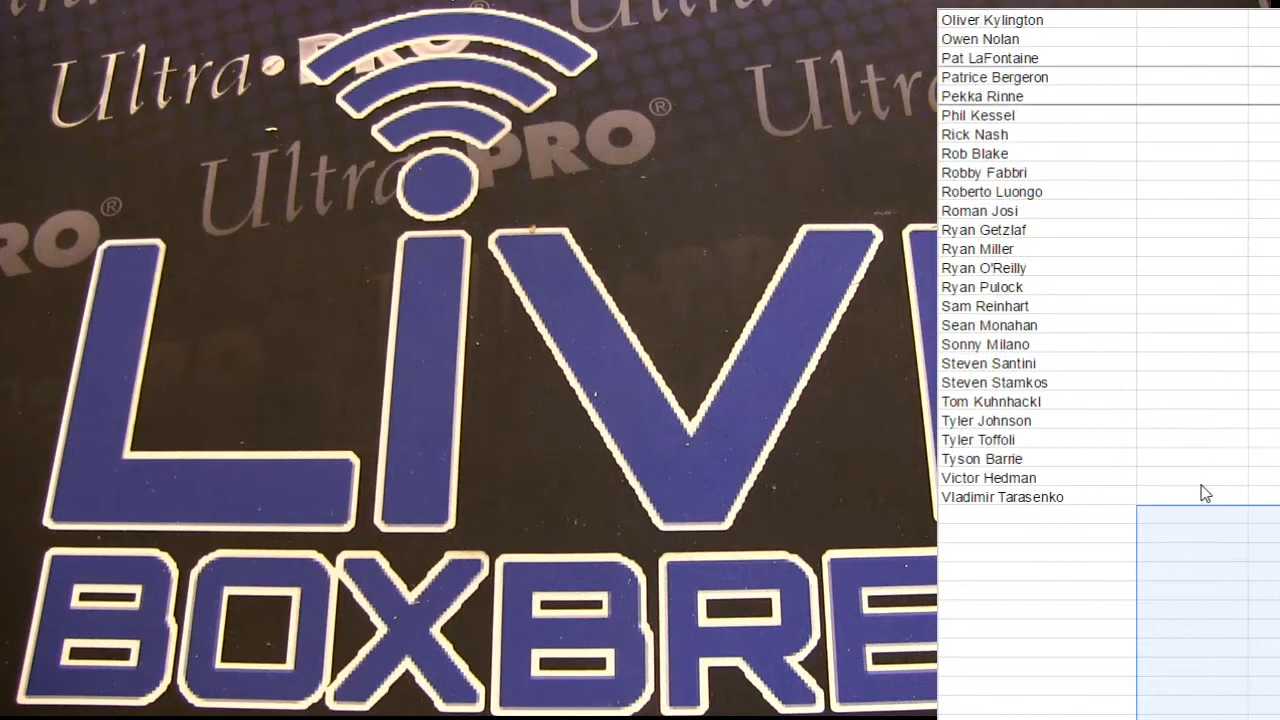 Ultra PRO®
Ultra PRO®
Ultra
RO®
LiV
BOXBRE
Oliver Kylington
Owen Nolan
Pat LaFontaine
Patrice Bergeron
Pekka Rinne
Phil Kessel
Rick Nash
Rob Blake
Robby Fabbri
Roberto Luongo
Roman Josi
Ryan Getzlaf
Ryan Miller
Ryan O'Reilly
Ryan Pulock
Sam Reinhart
Sean Monahan
Sonny Milano
Steven Santini
Steven Stamkos
Tom Kuhnhackl
Tyler Johnson
Tyler Toffoli
Tyson Barrie
Victor Hedman
Vladimir Tarasenko